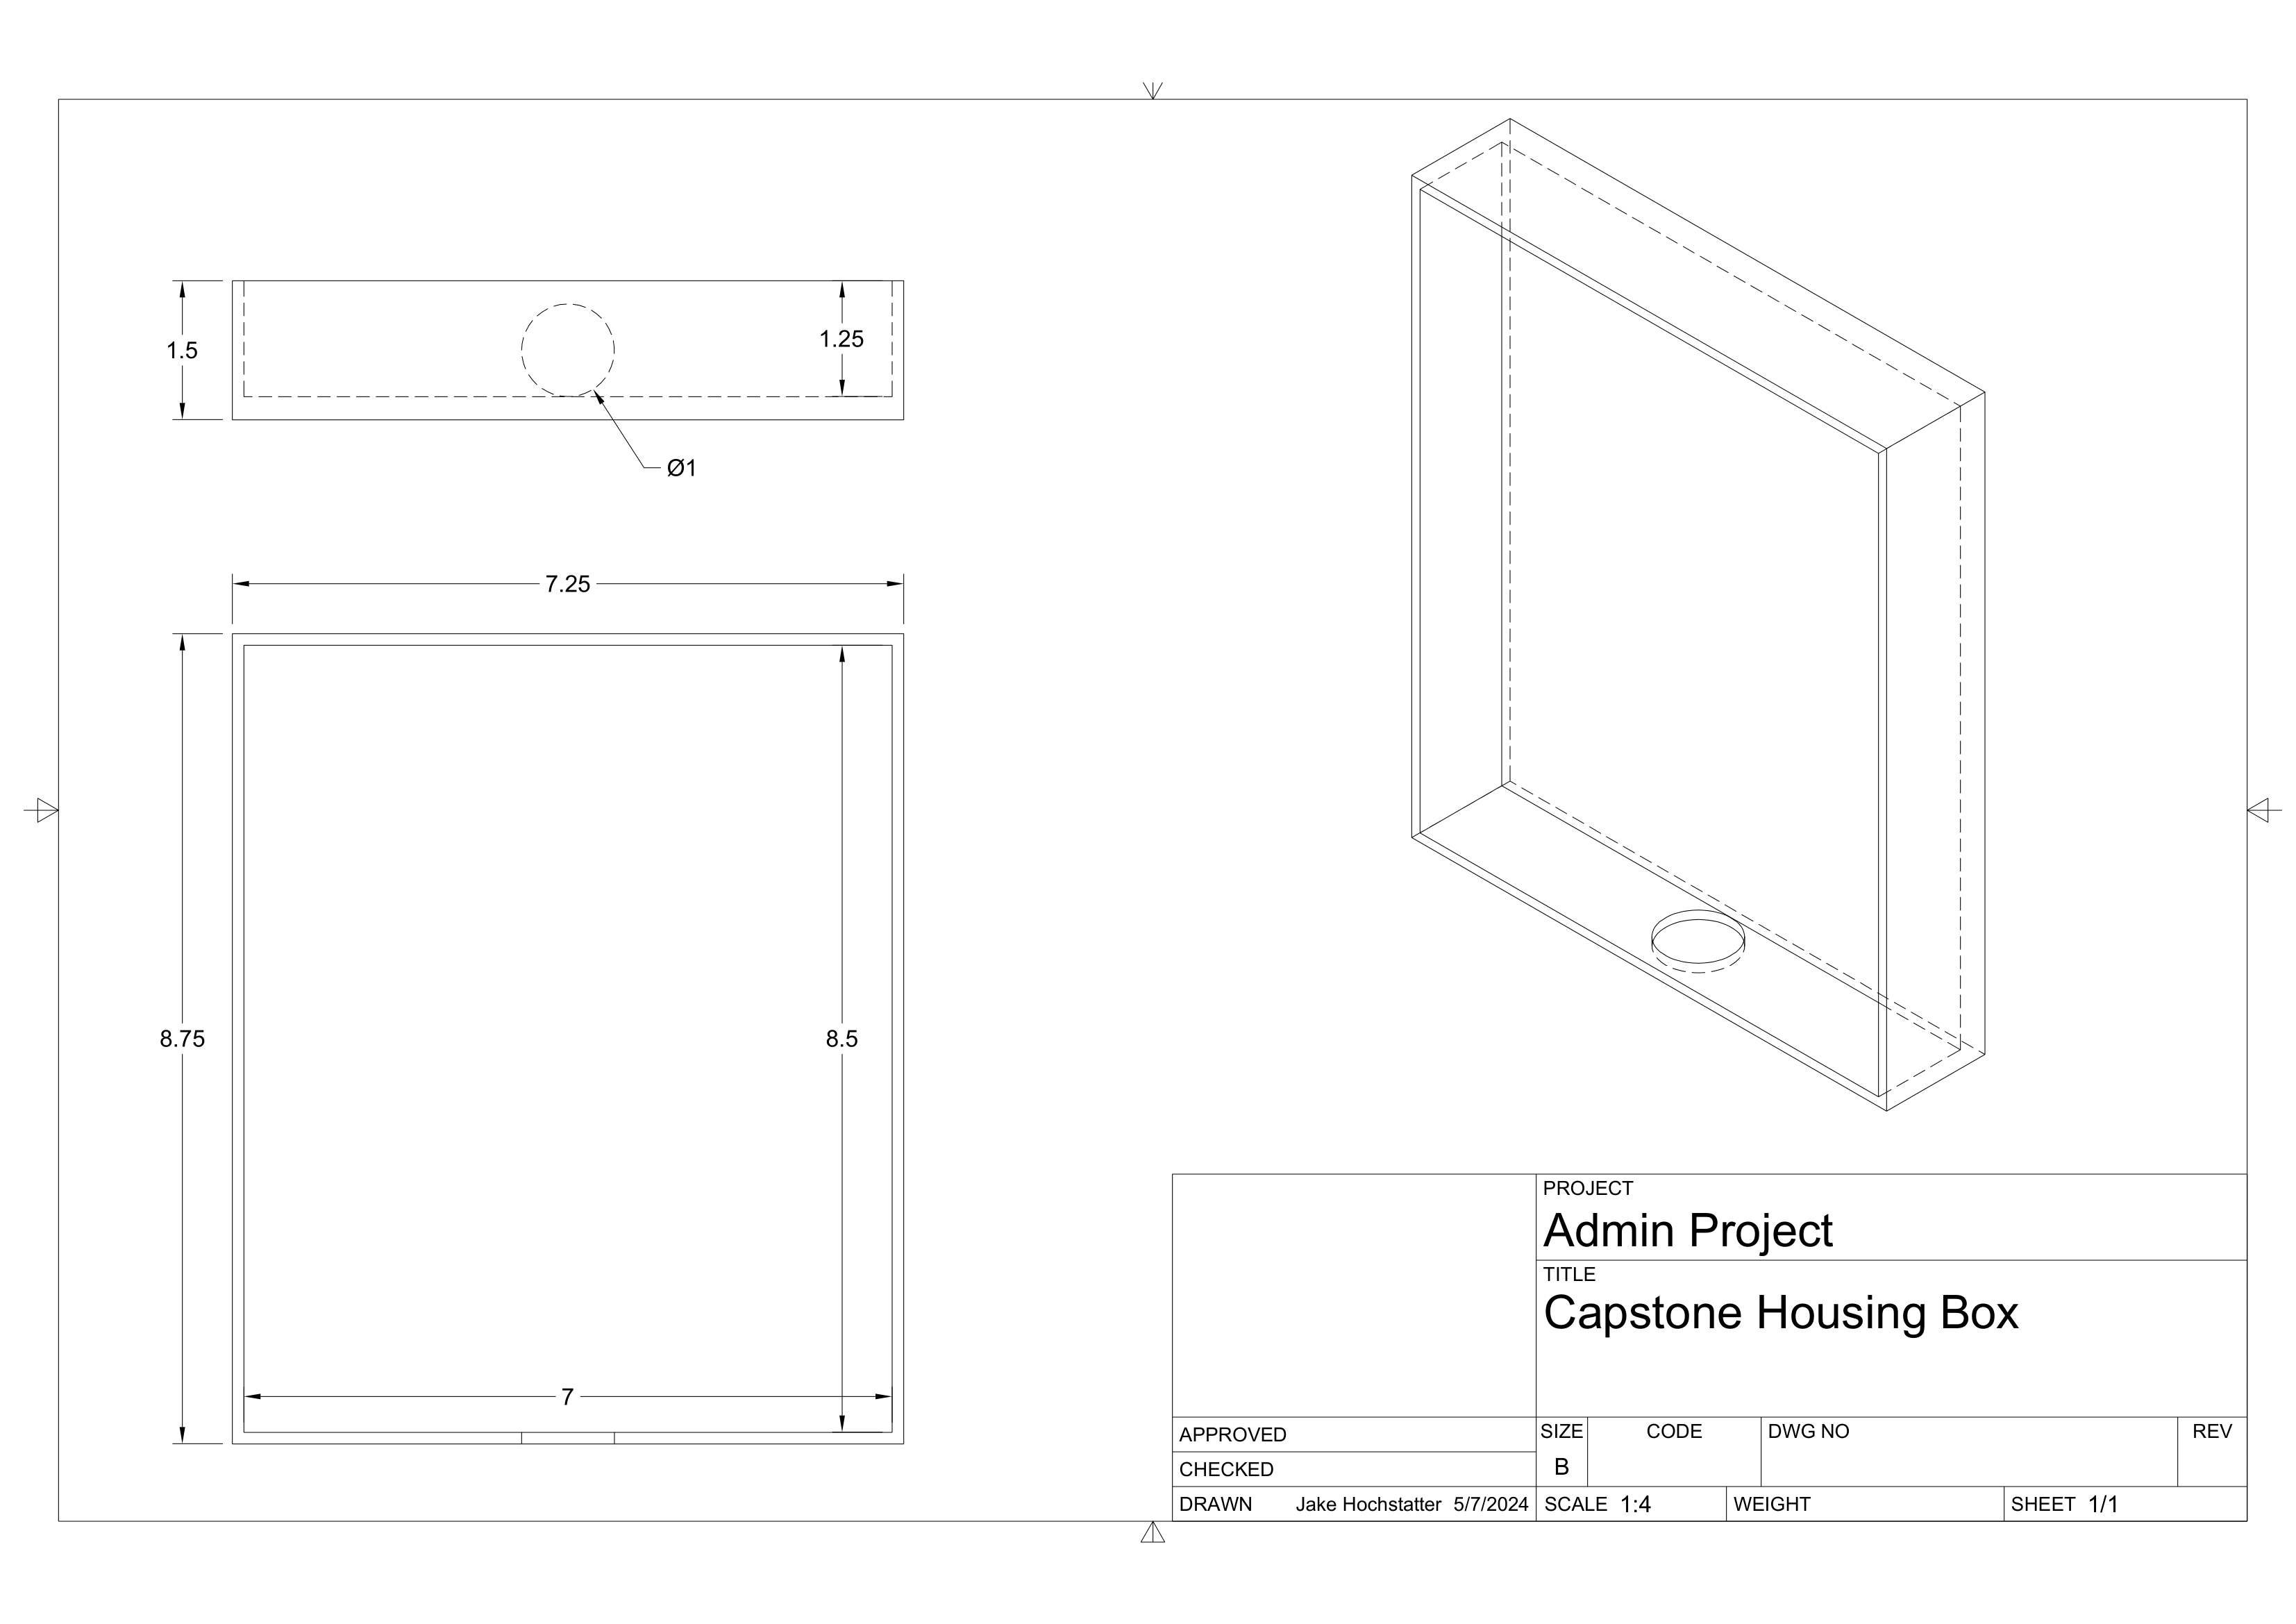 1.5
1.25
Ø1
7.25
8.75
8.5
7
PROJECT
Admin Project
TITLE
Capstone Housing Box
APPROVED
CHECKED
DRAWN Jake Hochstatter 5/7/2024
SIZE CODE DWG NO REV
B
SCALE 1:4 WEIGHT SHEET 1/1